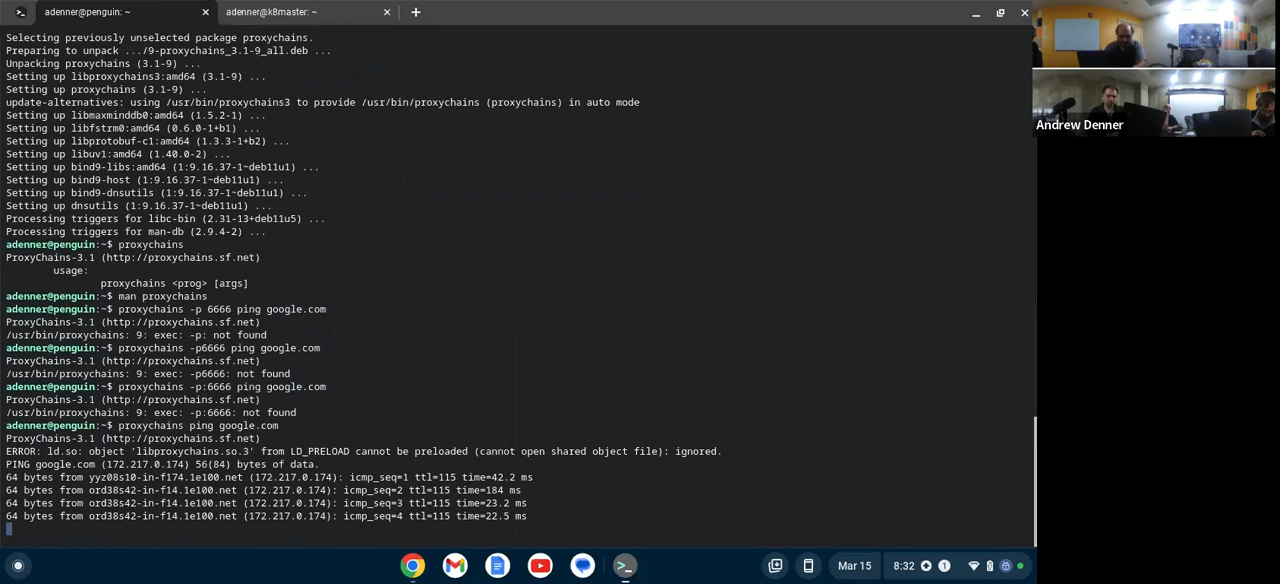 adenner@penguin: ~
adenner@k8master: ~
Selecting previously unselected package proxychains.
Preparing to unpack .../9-proxychains_3.1-9_all.deb ...
Unpacking proxychains (3.1-9) ...
Setting up libproxychains3:amd64 (3.1-9) ...
Setting up proxychains (3.1-9) ...
update-alternatives: using /usr/bin/proxychains3 to provide /usr/bin/proxychains (proxychains) in auto mode
Setting up libmaxminddb0:amd64 (1.5.2-1) ...
Setting up libfstrm0:amd64 (0.6.0-1+b1) ...
Setting up libprotobuf-c1:amd64 (1.3.3-1+b2) ...
Setting up libuv1:amd64 (1.40.0-2) ...
Setting up bind9-libs:amd64 (1:9.16.37-1~deb11u1) ...
Setting up bind9-host (1:9.16.37-1~deb11u1) ...
Setting up bind9-dnsutils (1:9.16.37-1~deb11u1) ...
Setting up dnsutils (1:9.16.37-1~deb11u1) ...
Processing triggers for libc-bin (2.31-13+deb11u5) ...
Processing triggers for man-db (2.9.4-2) ...
adenner@penguin:~$ proxychains
ProxyChains-3.1 (http://proxychains.sf.net)
usage:
proxychains <prog> [args]
adenner@penguin:~$ man proxychains
adenner@penguin:~$ proxychains -p 6666 ping google.com
ProxyChains-3.1 (http://proxychains.sf.net)
/usr/bin/proxychains: 9: exec: -p: not found
adenner@penguin:~$ proxychains -p6666 ping google.com
ProxyChains-3.1 (http://proxychains.sf.net)
/usr/bin/proxychains: 9: exec: -p6666: not found
adenner@penguin:~$ proxychains -p:6666 ping google.com
ProxyChains-3.1 (http://proxychains.sf.net)
/usr/bin/proxychains: 9: exec: -p:6666: not found
adenner@penguin:~$ proxychains ping google.com
ProxyChains-3.1 (http://proxychains.sf.net)
ERROR: ld.so: object 'libproxychains.so.3' from LD_PRELOAD cannot be preloaded (cannot open shared object file): ignored.
PING google.com (172.217.0.174) 56(84) bytes of data.
64 bytes from yyz08s10-in-f174.1e100.net (172.217.0.174): icmp_seq=1 ttl=115 time=42.2 ms
64 bytes from ord38s42-in-f14.1e100.net (172.217.0.174): icmp_seq=2 ttl=115 time=184 ms
64 bytes from ord38s42-in-f14.1e100.net (172.217.0.174): icmp_seq=3 ttl=115 time=23.2 ms
64 bytes from ord38s42-in-f14.1e100.net (172.217.0.174): icmp_seq=4 ttl=115 time=22.5 ms
Andrew Denner
Mar 15
8:32
1